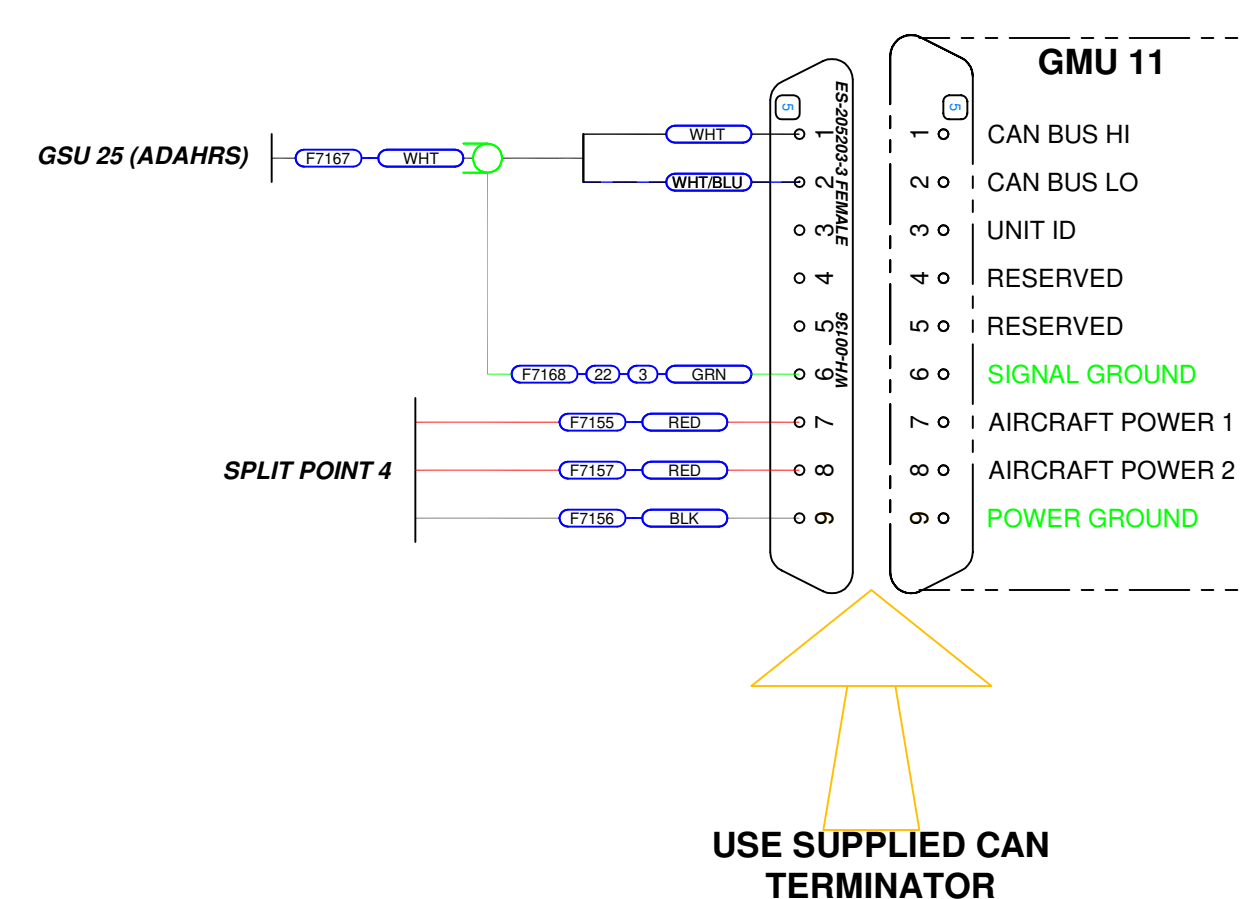 GMU 11
5
5
ES-205203-3 FEMALE
WH-00136
GSU 25 (ADAHRS)
F7167 WHT
WHT 1 1 CAN BUS HI
WHT/BLU 2 2 CAN BUS LO
3 3 UNIT ID
4 4 RESERVED
5 5 RESERVED
F7168 22 3 GRN 6 6 SIGNAL GROUND
F7155 RED 7 7 AIRCRAFT POWER 1
SPLIT POINT 4
F7157 RED 8 8 AIRCRAFT POWER 2
F7156 BLK 9 9 POWER GROUND
USE SUPPLIED CAN
TERMINATOR